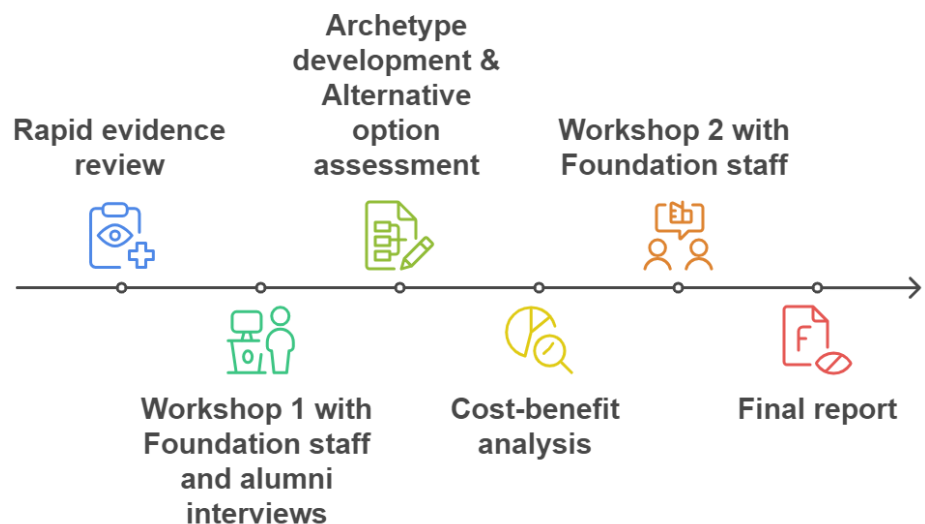 Rapid evidence
review
Workshop 1 with
Foundation staff
and alumni
interviews
Archetype
development &
Alternative
option
assessment
Cost-benefit
analysis
Workshop 2 with
Foundation staff
F
Final report